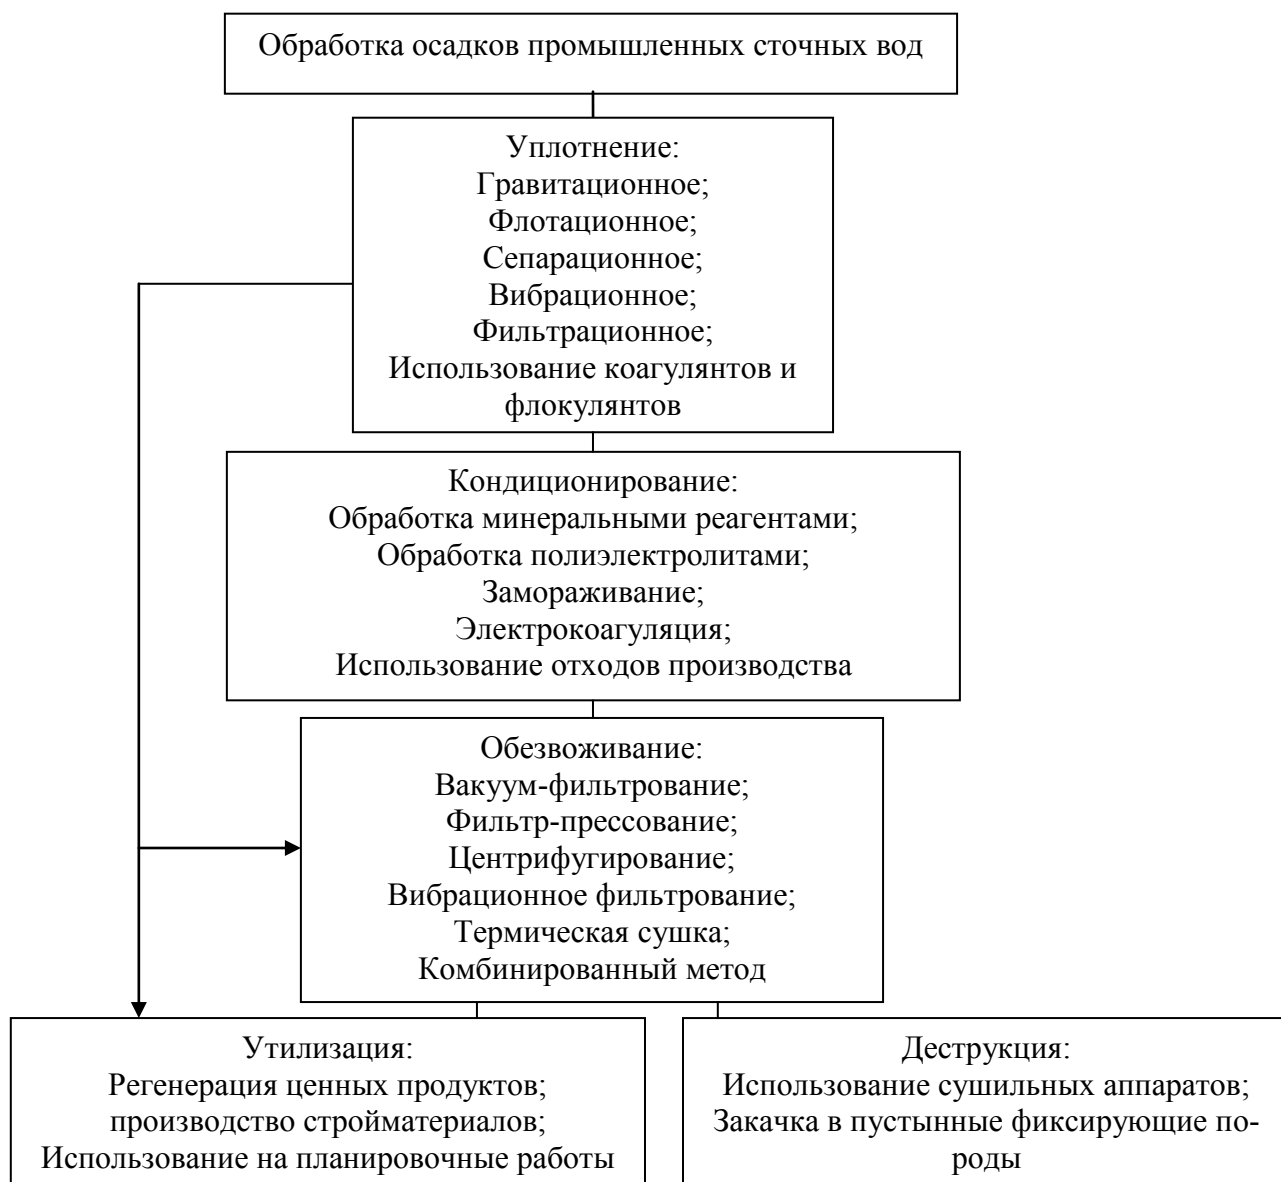 Обработка осадков промышленных сточных вод
Уплотнение:
Гравитационное;
Флотационное;
Сепарационное;
Вибрационное;
Фильтрационное;
Использование коагулянтов и
флокулянтов
Кондиционирование:
Обработка минеральными реагентами;
Обработка полиэлектролитами;
Замораживание;
Электрокоагуляция;
Использование отходов производства
Обезвоживание:
Вакуум-фильтрование;
Фильтр-прессование;
Центрифугирование;
Вибрационное фильтрование;
Термическая сушка;
Комбинированный метод
Утилизация:
Регенерация ценных продуктов;
производство стройматериалов;
Использование на планировочные работы
Деструкция:
Использование сушильных аппаратов;
Закачка в пустынные фиксирующие по-
роды